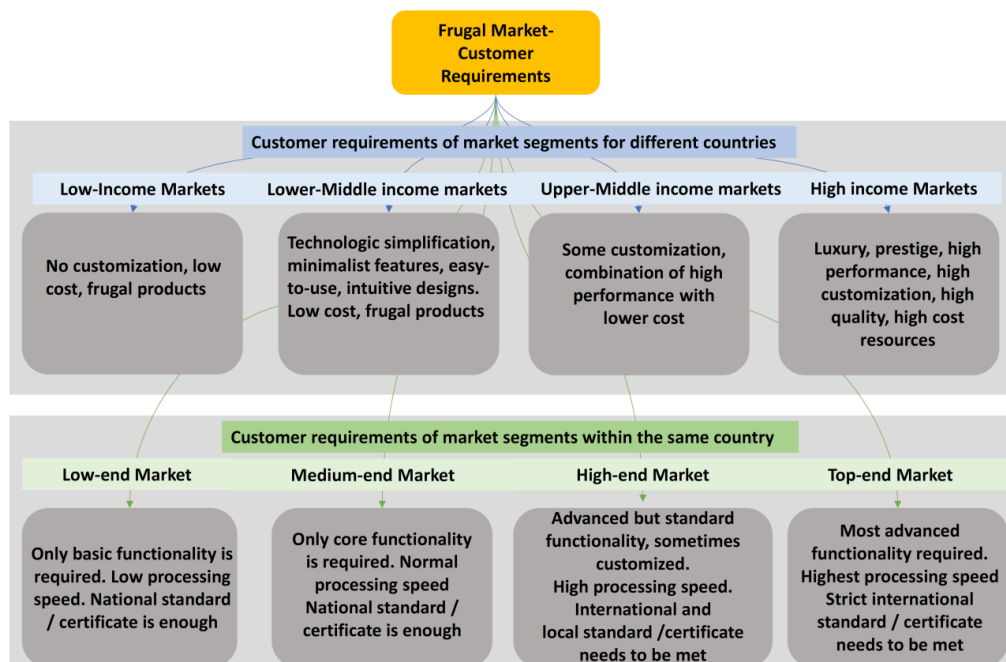 Frugal Market-
Customer
Requirements
Customer requirements of market segments for different countries
Low-Income Markets
Lower-Middle income markets
Upper-Middle income markets
High income Markets
No customization, low
cost, frugal products
Technologic simplification,
minimalist features, easy-
to-use, intuitive designs.
Low cost, frugal products
Some customization,
combination of high
performance with
lower cost
Luxury, prestige, high
performance, high
customization, high
quality, high cost
resources
Customer requirements of market segments within the same country
Low-end Market
Medium-end Market
High-end Market
Top-end Market
Only basic functionality is
required. Low processing
speed. National standard
/ certificate is enough
Only core functionality
is required. Normal
processing speed
National standard /
certificate is enough
Advanced but standard
functionality, sometimes
customized.
High processing speed.
International and
local standard /certificate
needs to be met
Most advanced
functionality required.
Highest processing speed
Strict international
standard / certificate
needs to be met